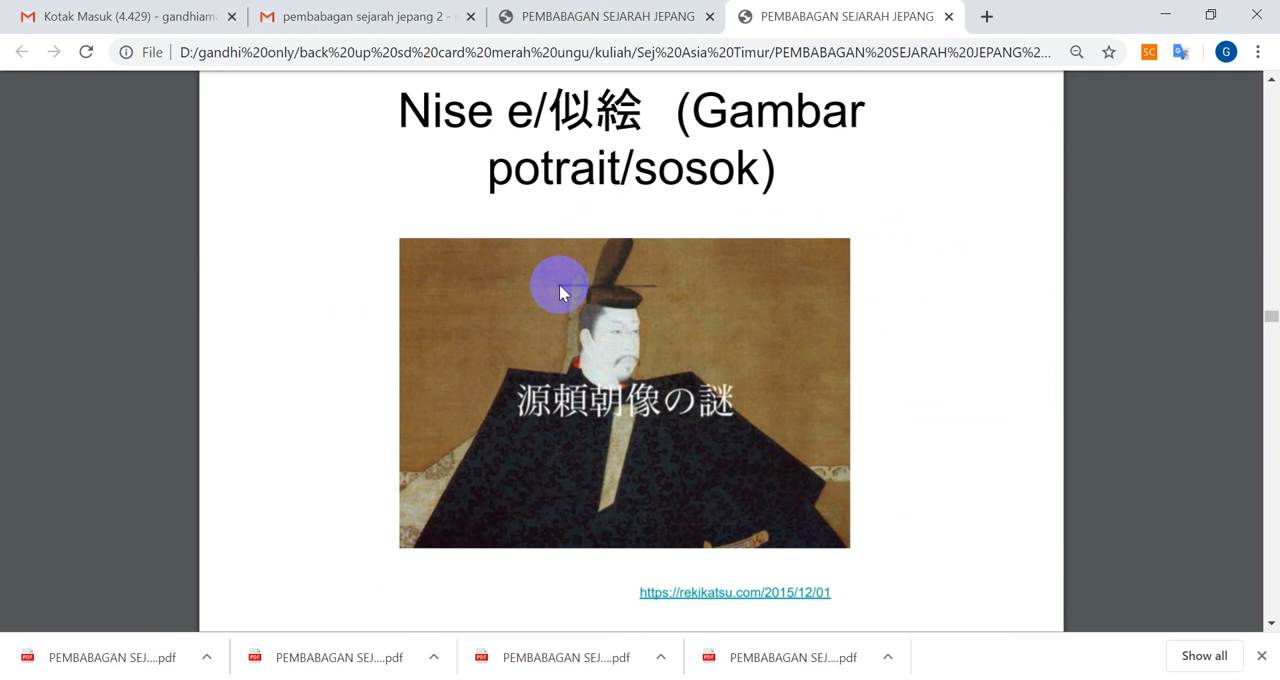 Kotak Masuk (4.429) - gandhiam
pembabagan sejarah jepang 2 -
PEMBABAGAN SEJARAH JEPANG
PEMBABAGAN SEJARAH JEPANG
File
D:/gandhi%20only/back%20up%20sd%20card%20merah%20ungu/kuliah/Sej%20Asia%20Timur/PEMBABAGAN%20SEJARAH%20JEPANG%2...
SC
G
Nise e/似絵 (Gambar
potrait/sosok)
源頼朝像の謎
https://rekikatsu.com/2015/12/01
PEMBABAGAN SEJ....pdf
PEMBABAGAN SEJ....pdf
PEMBABAGAN SEJ....pdf
PEMBABAGAN SEJ....pdf
Show all